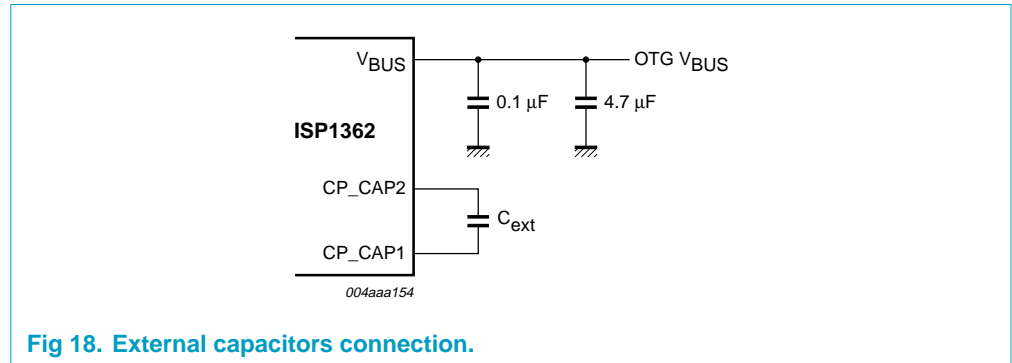 VBUS
OTG VBUS
0.1 μF
4.7 μF
ISP1362
CP_CAP2
Cext
CP_CAP1
004aaa154
Fig 18. External capacitors connection.